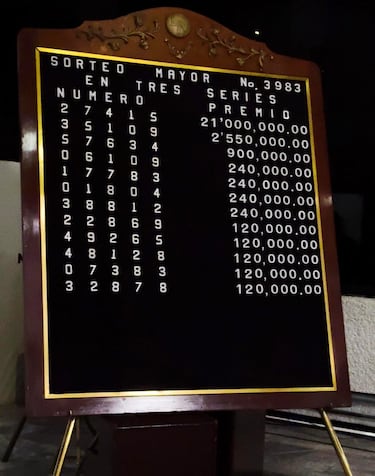 SORTEO MAYOR No. 3983
EN TRES SERIES
NUMERO PREMIO
2 7 4 1 5 21'000,000.00
3 5 1 0 9 2'550,000.00
5 7 6 3 4 900,000.00
0 6 1 0 9 240,000.00
1 7 7 8 3 240,000.00
0 1 8 0 4 240,000.00
3 8 8 1 2 240,000.00
2 2 8 6 9 120,000.00
4 9 2 6 5 120,000.00
4 8 1 2 8 120,000.00
0 7 3 8 3 120,000.00
3 2 8 7 8 120,000.00